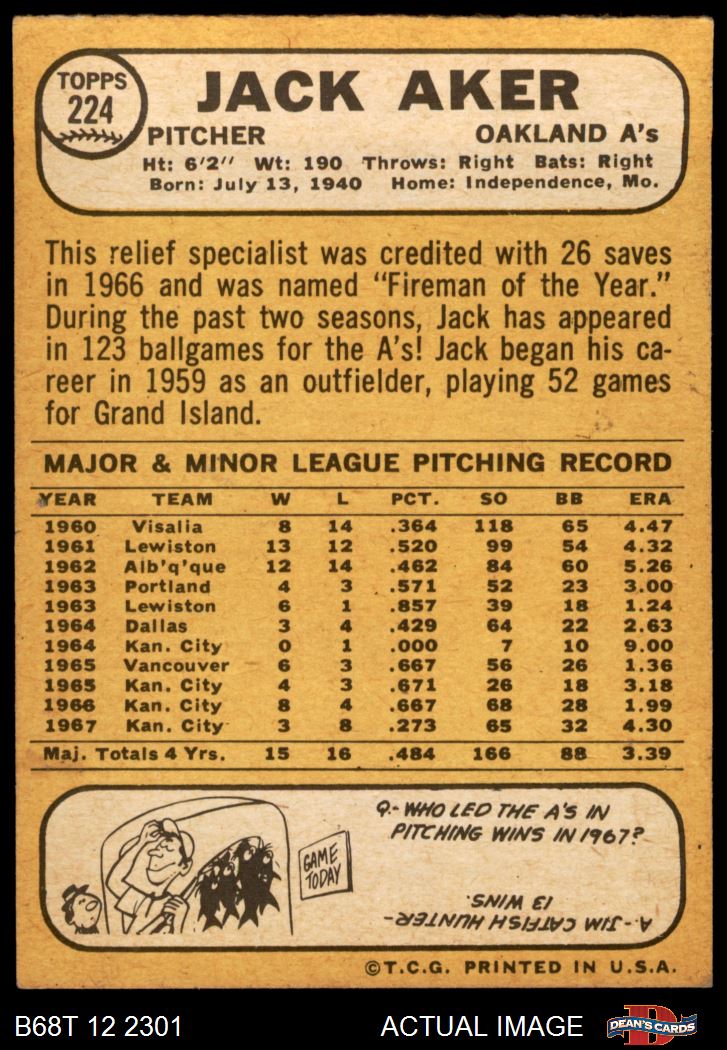 TOPPS
224
JACK AKER
PITCHER OAKLAND A's
Ht: 6'2" Wt: 190 Throws: Right Bats: Right
Born: July 13, 1940 Home: Independence, Mo.
This relief specialist was credited with 26 saves
in 1966 and was named "Fireman of the Year."
During the past two seasons, Jack has appeared
in 123 ballgames for the A's! Jack began his ca-
reer in 1959 as an outfielder, playing 52 games
for Grand Island.
MAJOR & MINOR LEAGUE PITCHING RECORD
YEAR TEAM W L PCT. SO BB ERA
1960 Visalia 8 14 .364 118 65 4.47
1961 Lewiston 13 12 .520 99 54 4.32
1962 Alb'q'que 12 14 .462 84 60 5.26
1963 Portland 4 3 .571 52 23 3.00
1963 Lewiston 6 1 .857 39 18 1.24
1964 Dallas 3 4 .429 64 22 2.63
1964 Kan. City 0 1 .000 7 10 9.00
1965 Vancouver 6 3 .667 56 26 1.36
1965 Kan. City 4 3 .671 26 18 3.18
1966 Kan. City 8 4 .667 68 28 1.99
1967 Kan. City 3 8 .273 65 32 4.30
Maj. Totals 4 Yrs. 15 16 .484 166 88 3.39
Q.- WHO LED THE A'S IN
PITCHING WINS IN 1967?
GAME
TODAY
A - JIM CATFISH HUNTER-
13 WINS.
©T.C.G. PRINTED IN U.S.A.
B68T 12 2301 ACTUAL IMAGE DEAN'S CARDS